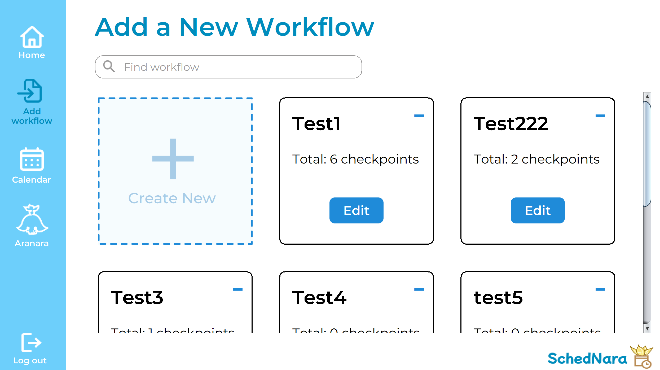 Add a New Workflow
Home
Find workflow
Add
workflow
Create New
Test1
Total: 6 checkpoints
Edit
Test222
Total: 2 checkpoints
Edit
Calendar
Aranara
Test3
Total: 1 checkpoints
Test4
Total: 0 checkpoints
test5
Total: 0 checkpoints
Log out
SchedNara